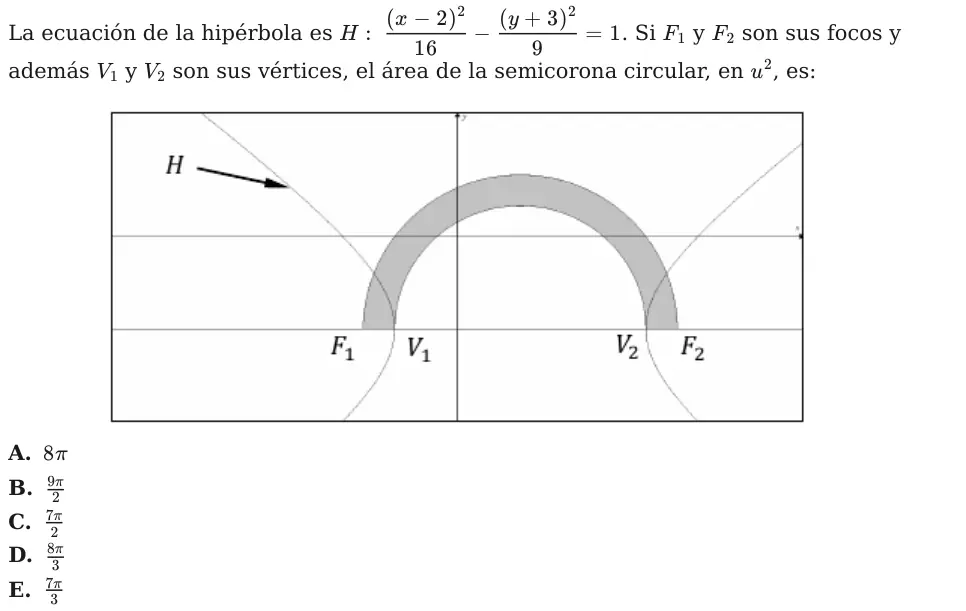 La ecuación de la hipérbola es H : (x − 2)²/16 − (y + 3)²/9 = 1. Si F₁ y F₂ son sus focos y
además V₁ y V₂ son sus vértices, el área de la semicorona circular, en u², es:
y
H
x
F₁ V₁ V₂ F₂
A. 8π
B. 9π/2
C. 7π/2
D. 8π/3
E. 7π/3